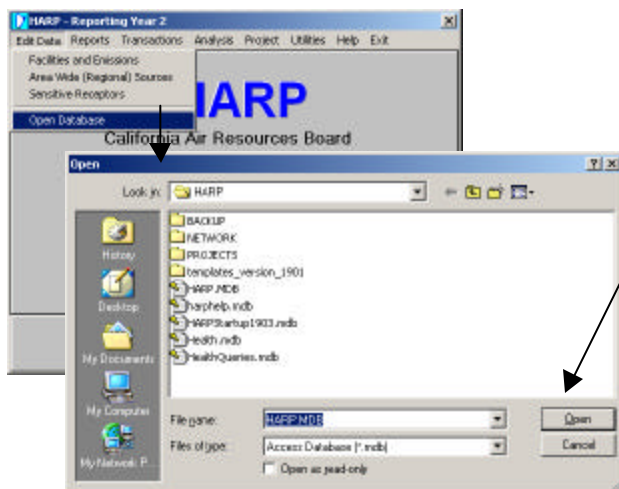 HARP - Reporting Year 2
Edit Data Reports Transactions Analysis Project Utilities Help Exit
Facilities and Emissions
Area Wide (Regional) Sources
Sensitive Receptors
Open Database
HARP
California Air Resources Board
Open
Look in: HARP
History
Desktop
My Documents
My Computer
My Network P...
BACKUP
NETWORK
PROJECTS
templates_version_1901
HARP.MDB
harphelp.mdb
HARPStartup1903.mdb
Health.mdb
HealthQueries.mdb
File name: HARP.MDB Open
Files of type: Access Database (*.mdb) Cancel
Open as read-only